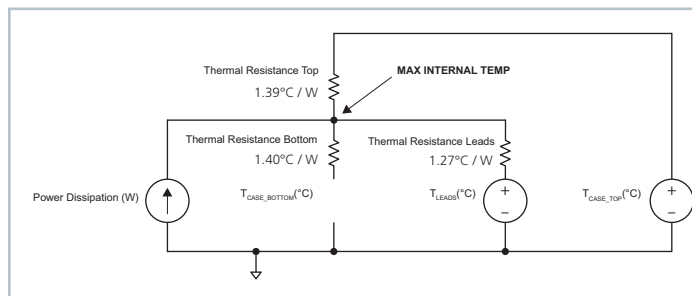 Thermal Resistance Top
1.39°C / W
MAX INTERNAL TEMP
Thermal Resistance Bottom
1.40°C / W
Thermal Resistance Leads
1.27°C / W
Power Dissipation (W)
TCASE_BOTTOM(°C)
TLEADS(°C)
TCASE_TOP(°C)
+
–
+
–